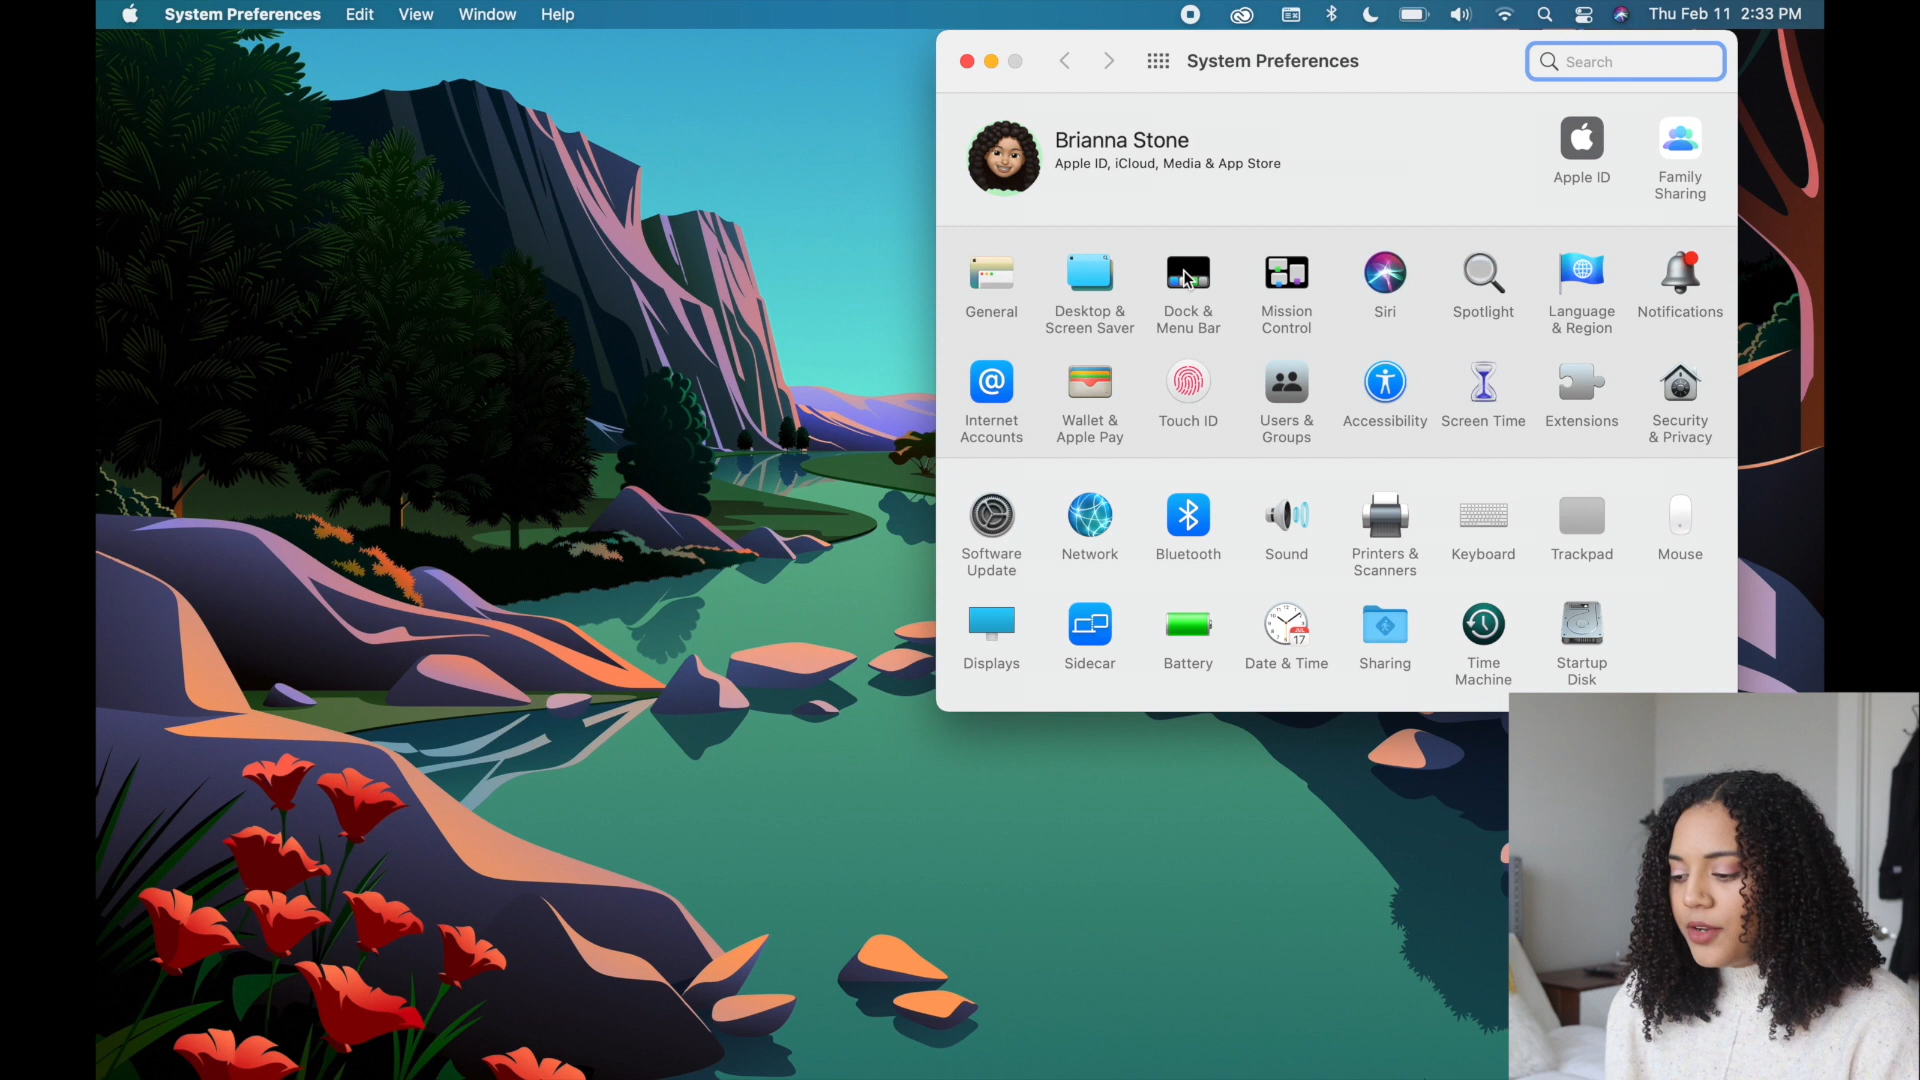 System Preferences Edit View Window Help Thu Feb 11 2:33 PM
System Preferences Search
Brianna Stone
Apple ID, iCloud, Media & App Store
Apple ID
Family
Sharing
General
Desktop &
Screen Saver
Dock &
Menu Bar
Mission
Control
Siri
Spotlight
Language
& Region
Notifications
Internet
Accounts
Wallet &
Apple Pay
Touch ID
Users &
Groups
Accessibility
Screen Time
Extensions
Security
& Privacy
Software
Update
Network
Bluetooth
Sound
Printers &
Scanners
Keyboard
Trackpad
Mouse
Displays
Sidecar
Battery
Date & Time
Sharing
Time
Machine
Startup
Disk